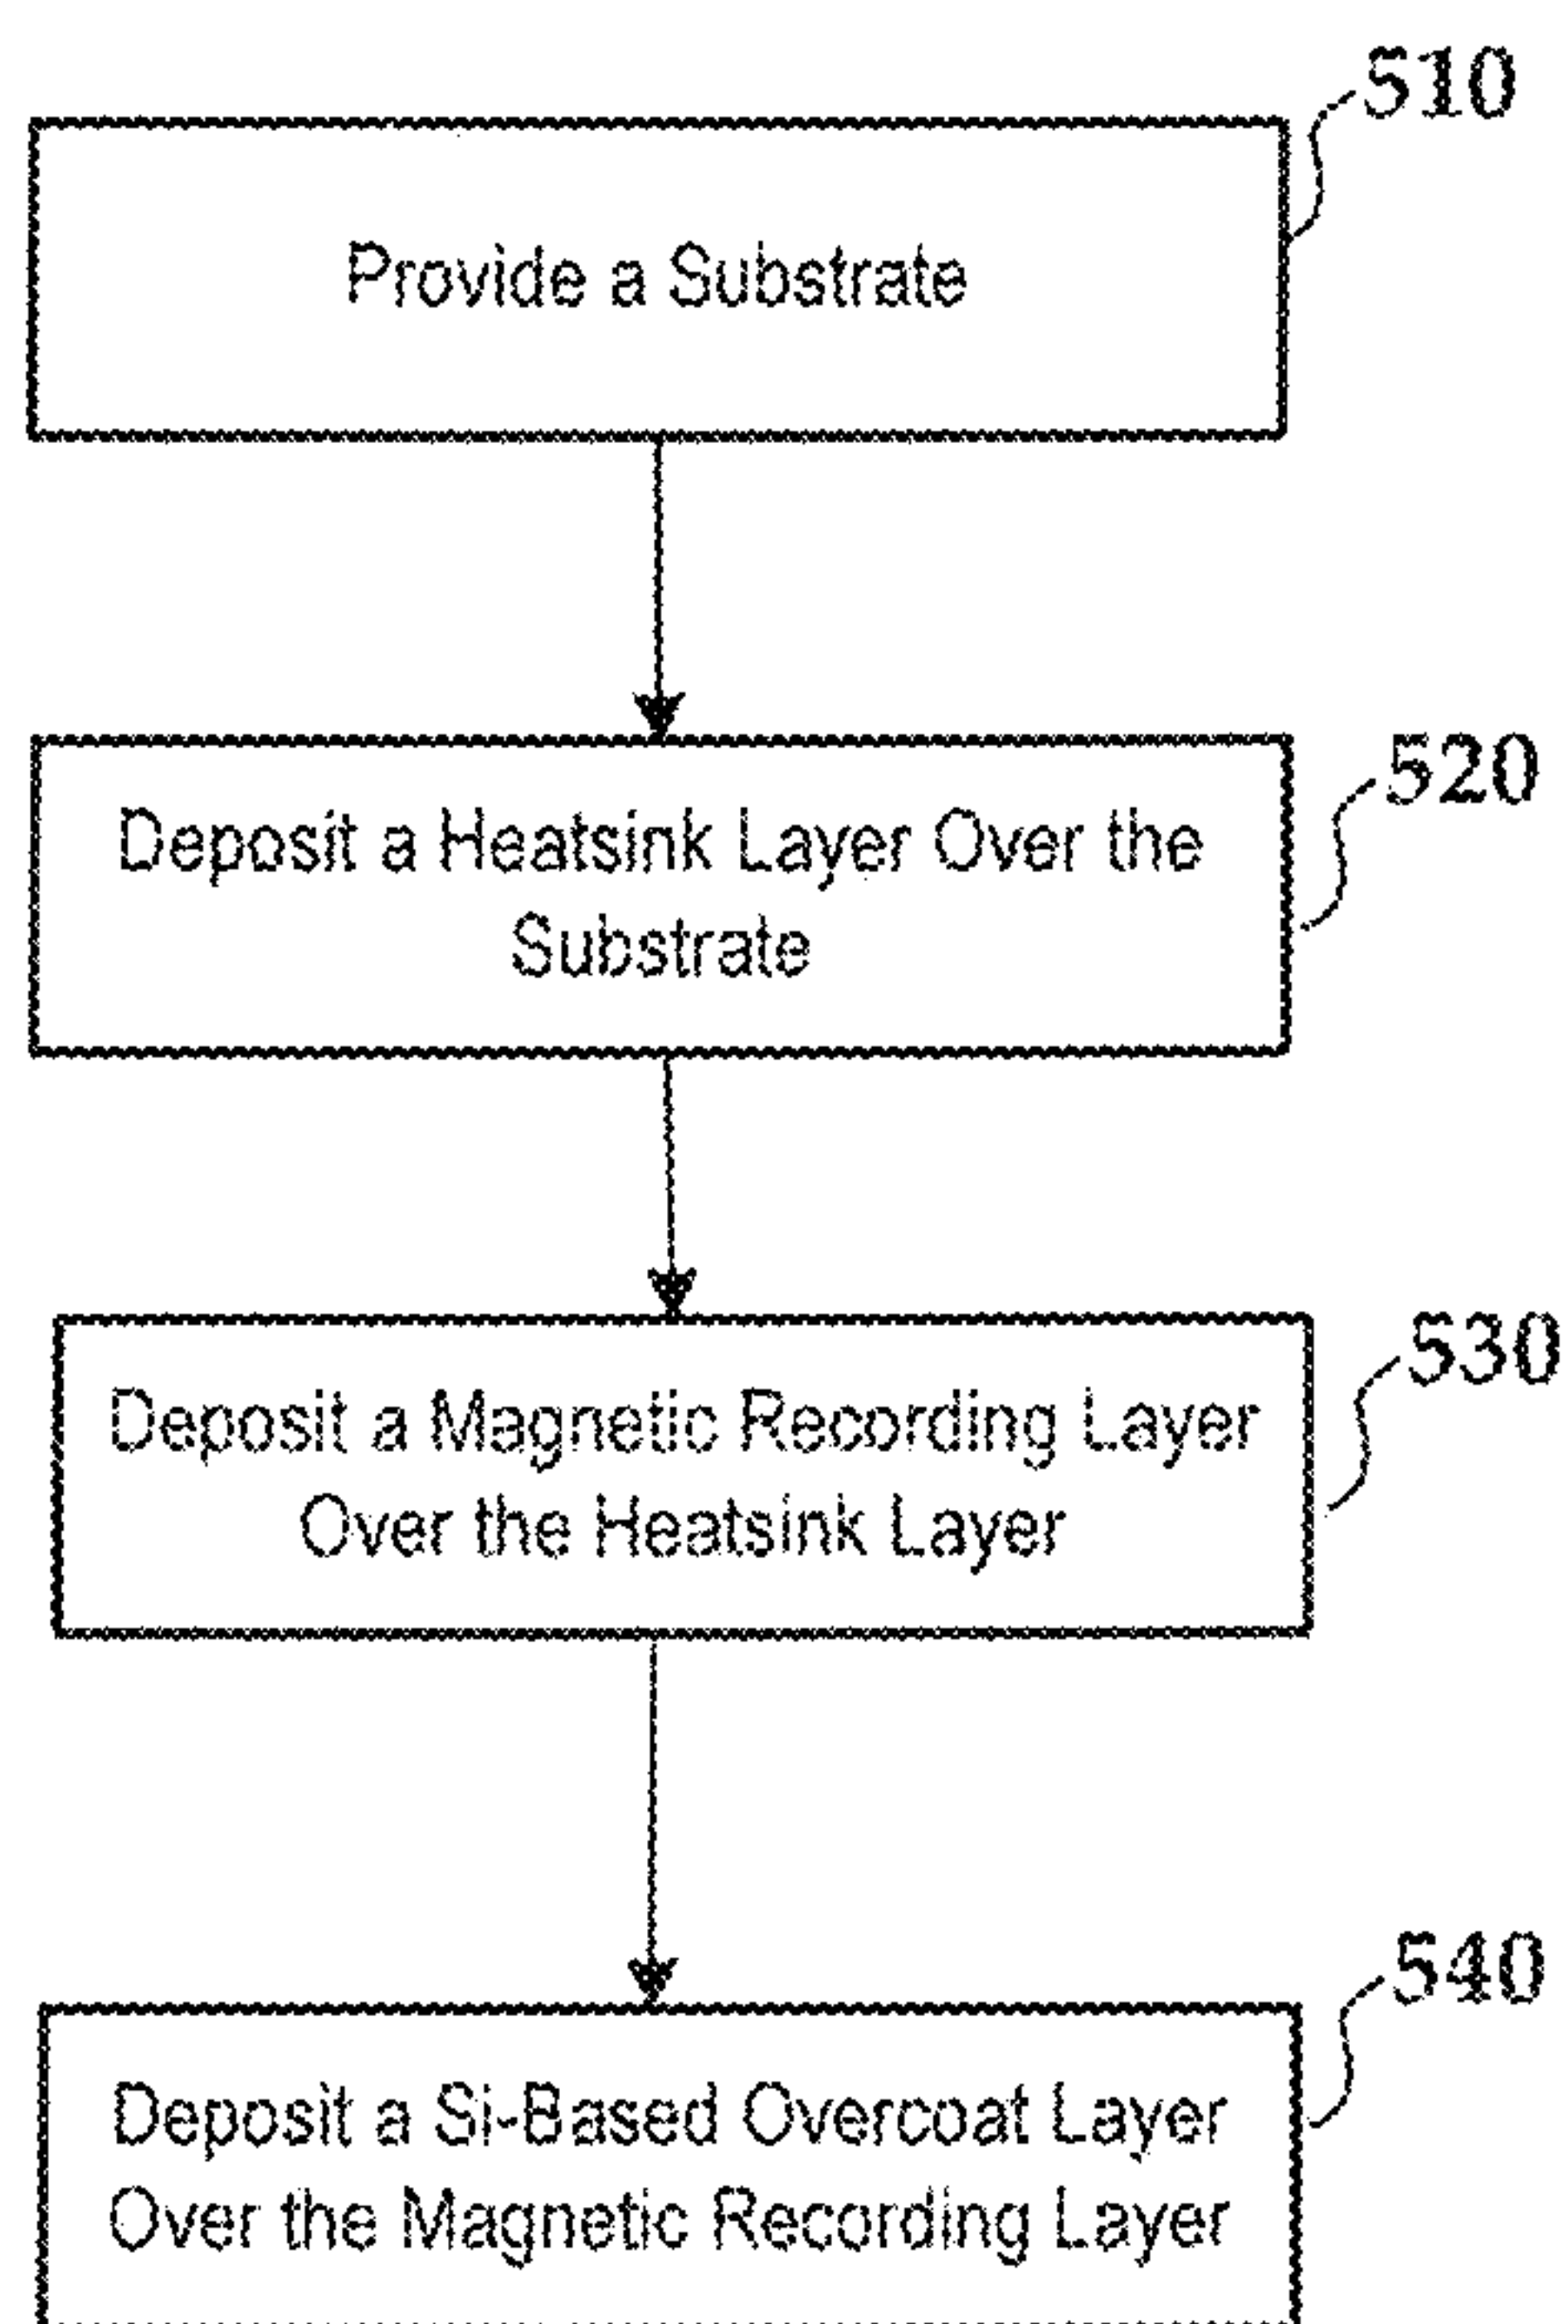 510
Provide a Substrate
520
Deposit a Heatsink Layer Over the
Substrate
530
Deposit a Magnetic Recording Layer
Over the Heatsink Layer
540
Deposit a Si-Based Overcoat Layer
Over the Magnetic Recording Layer